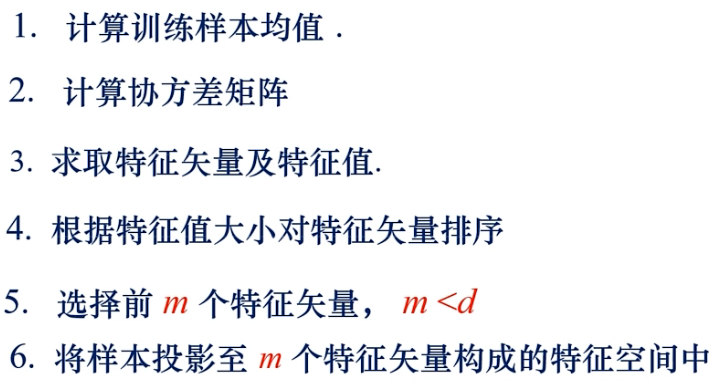 1. 计算训练样本均值 .
2. 计算协方差矩阵
3. 求取特征矢量及特征值.
4. 根据特征值大小对特征矢量排序
5. 选择前 m 个特征矢量， m <d
6. 将样本投影至 m 个特征矢量构成的特征空间中